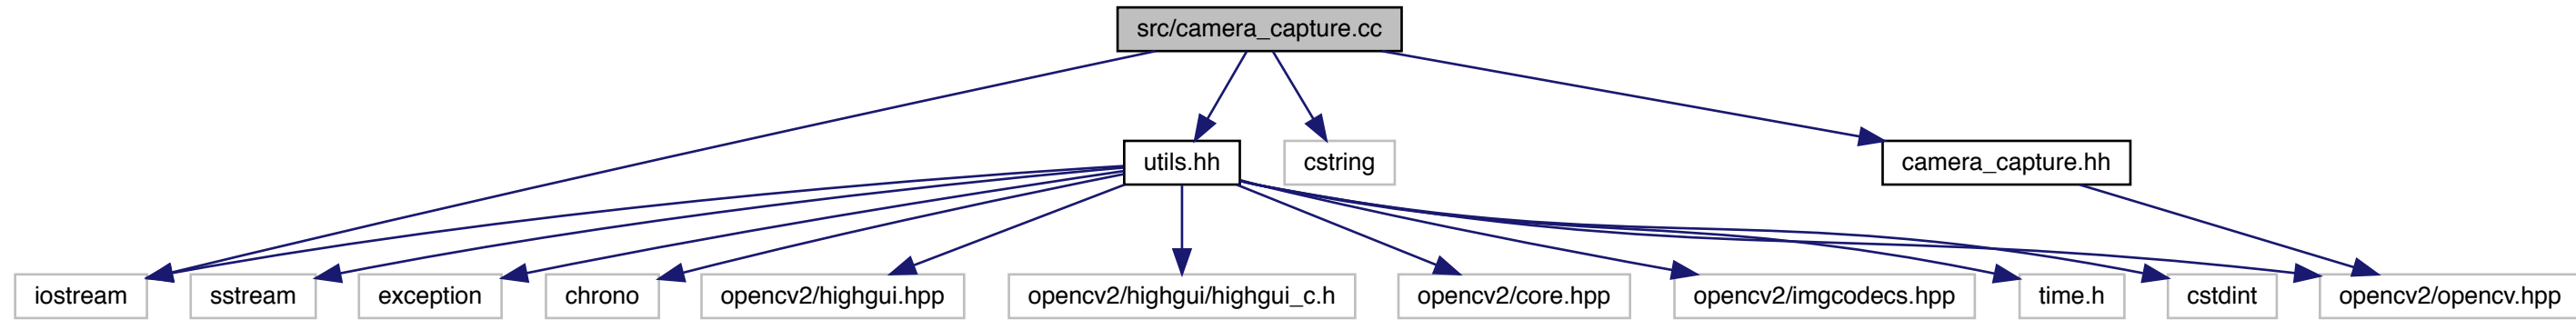 src/camera_capture.cc
utils.hh
cstring
camera_capture.hh
iostream
sstream
exception
chrono
opencv2/highgui.hpp
opencv2/highgui/highgui_c.h
opencv2/core.hpp
opencv2/imgcodecs.hpp
time.h
cstdint
opencv2/opencv.hpp